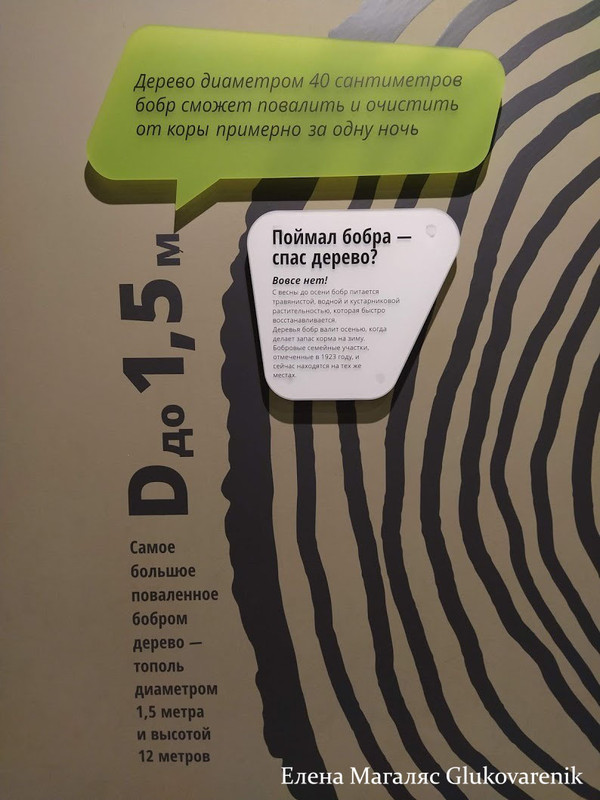 Дерево диаметром 40 сантиметров
бобр сможет повалить и очистить
от коры примерно за одну ночь
Поймал бобра —
спас дерево?
Вовсе нет!
С весны до осени бобр питается
травянистой, водной и кустарниковой
растительностью, которая быстро
восстанавливается.
Деревья бобр валит осенью, когда
делает запас корма на зиму.
Бобровые семейные участки,
отмеченные в 1923 году, и
сейчас находятся на тех же
местах.
D до 1,5 м
Самое
большое
поваленное
бобром
дерево —
тополь
диаметром
1,5 метра
и высотой
12 метров
Елена Магаляс Glukovarenik